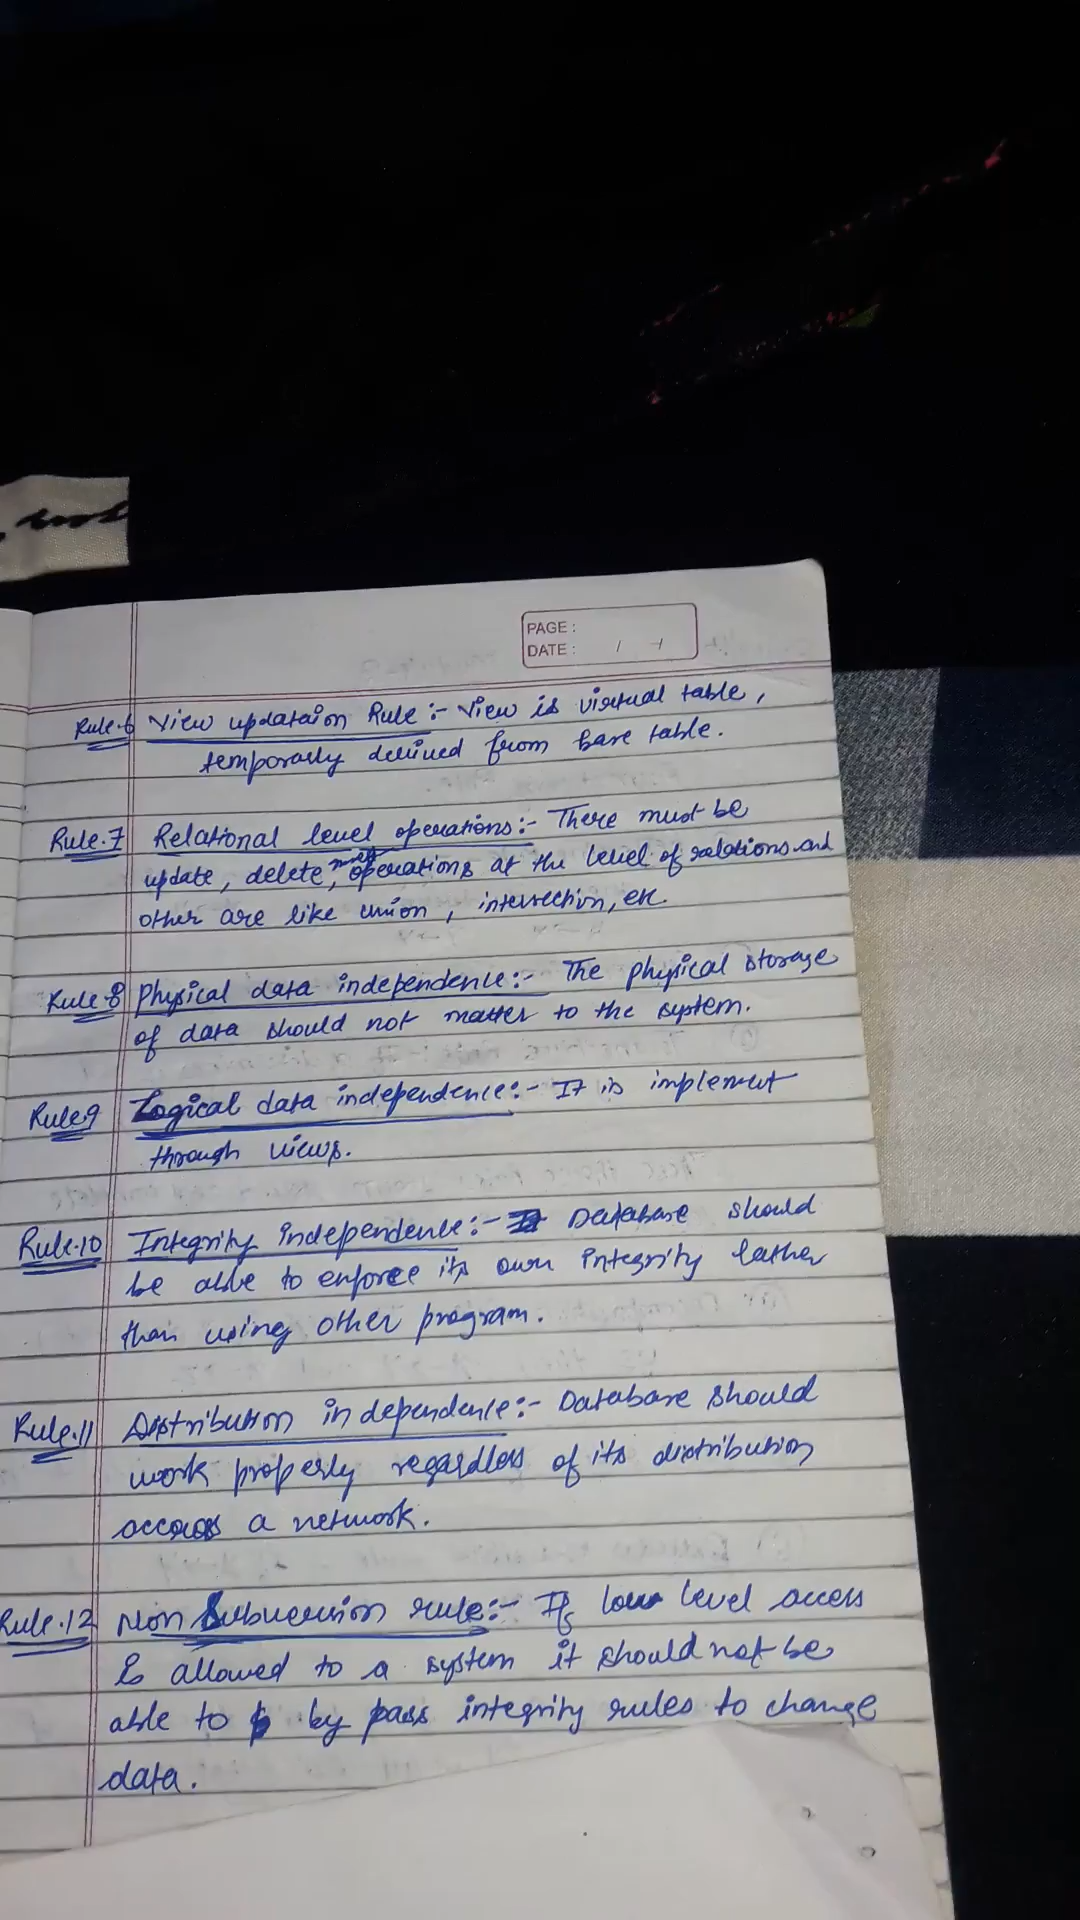 PAGE :
DATE : / /
Rule.6 View updataion Rule :- View is virtual table,
temporarly derived from base table.
Rule.7 Relational level operations :- There must be
update, delete, operations at the level of relations and
other are like union, intersection, etc.
Rule 8 Physical data independence :- The physical storage
of data should not matter to the system.
Rule.9 Logical data independence :- It is implement
through views.
Rule.10 Integrity independence :- Database should
be able to enforce its own integrity rather
than using other program.
Rule.11 Distribution independence :- Database should
work properly regardless of its distribution
across a network.
Rule.12 Non Subversion rule :- If low level access
is allowed to a system it should not be
able to by pass integrity rules to change
data.